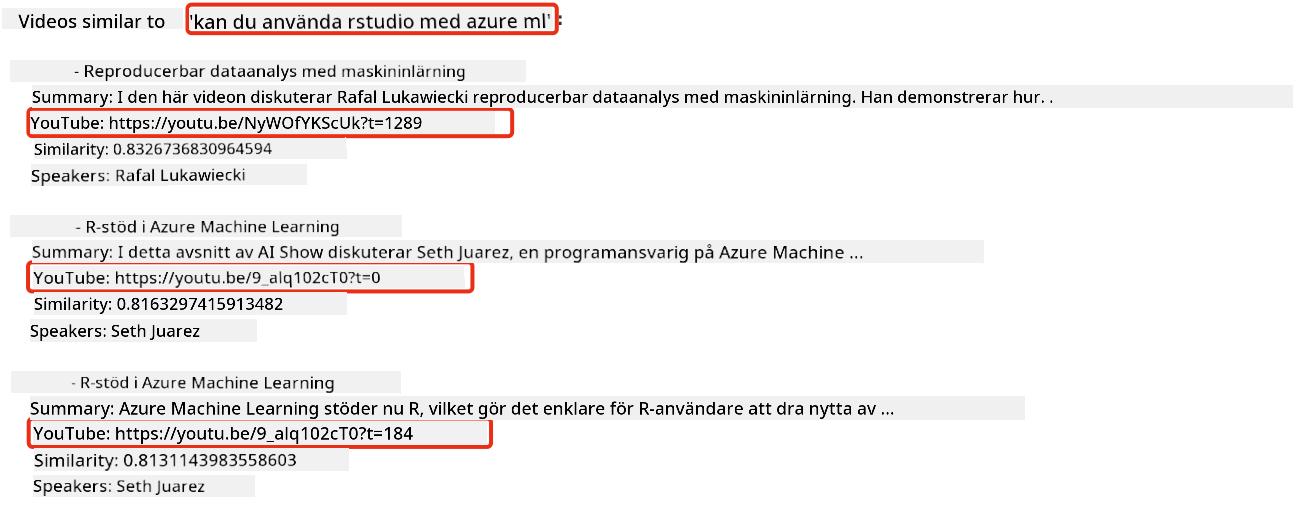 Videos similar to 'kan du använda rstudio med azure ml':
- Reproducerbar dataanalys med maskininlärning
Summary: I den här videon diskuterar Rafal Lukawiecki reproducerbar dataanalys med maskininlärning. Han demonstrerar hur. .
YouTube: https://youtu.be/NyWOfYKScUk?t=1289
Similarity: 0.8326736830964594
Speakers: Rafal Lukawiecki
- R-stöd i Azure Machine Learning
Summary: I detta avsnitt av AI Show diskuterar Seth Juarez, en programansvarig på Azure Machine ...
YouTube: https://youtu.be/9_alq102cT0?t=0
Similarity: 0.8163297415913482
Speakers: Seth Juarez
- R-stöd i Azure Machine Learning
Summary: Azure Machine Learning stöder nu R, vilket gör det enklare för R-användare att dra nytta av ...
YouTube: https://youtu.be/9_alq102cT0?t=184
Similarity: 0.8131143983558603
Speakers: Seth Juarez